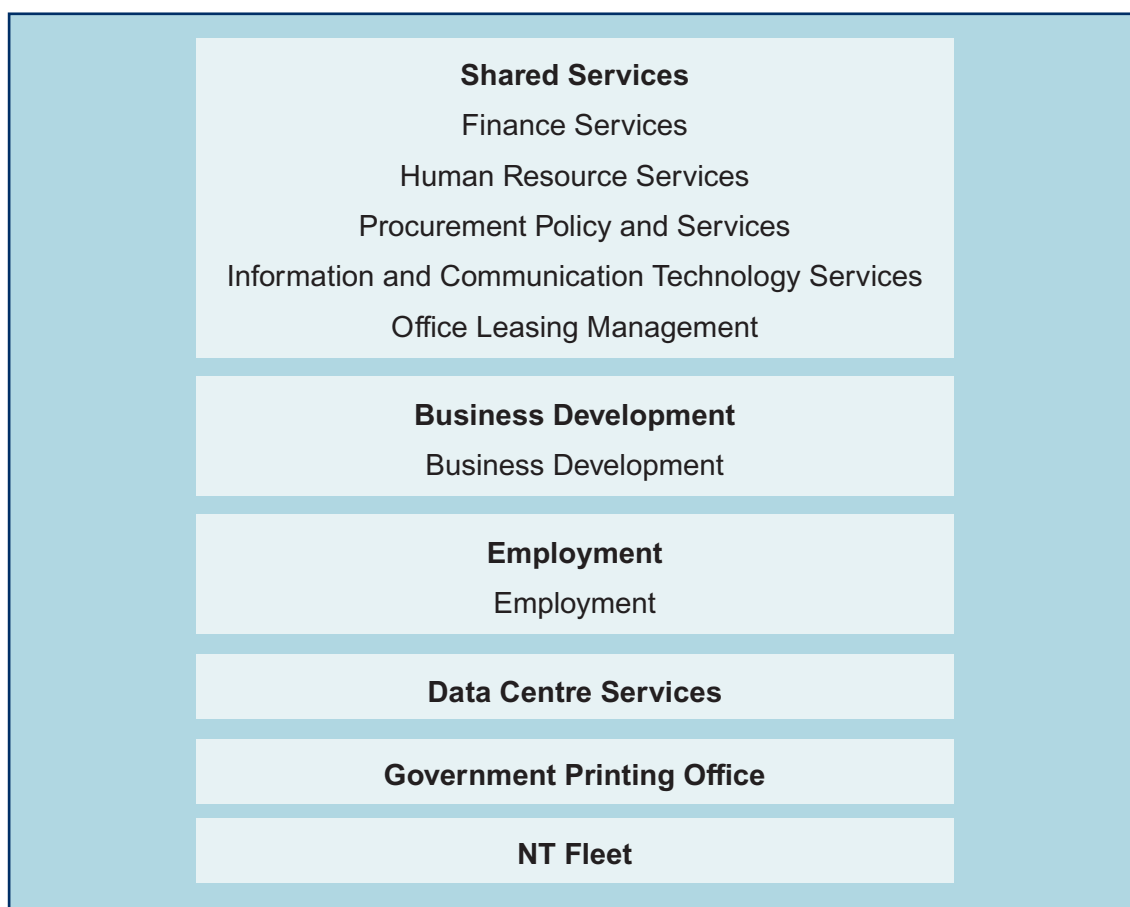 Shared Services
Finance Services
Human Resource Services
Procurement Policy and Services
Information and Communication Technology Services
Office Leasing Management
Business Development
Business Development
Employment
Employment
Data Centre Services
Government Printing Office
NT Fleet